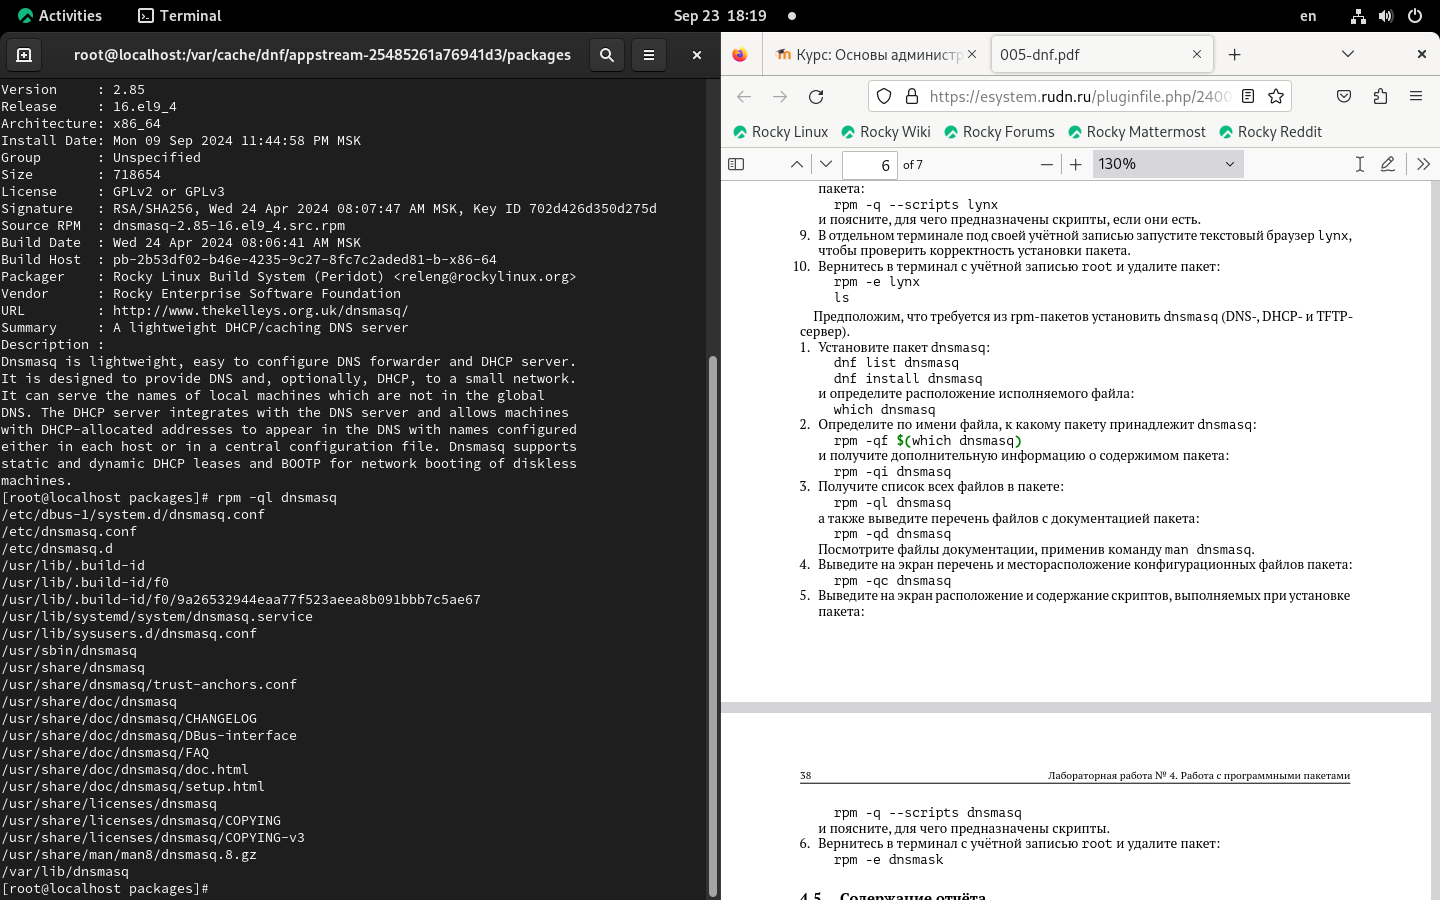 Activities
Terminal
Sep 23 18:19
en
root@localhost:/var/cache/dnf/appstream-25485261a76941d3/packages
Version     : 2.85
Release     : 16.el9_4
Architecture: x86_64
Install Date: Mon 09 Sep 2024 11:44:58 PM MSK
Group       : Unspecified
Size        : 718654
License     : GPLv2 or GPLv3
Signature   : RSA/SHA256, Wed 24 Apr 2024 08:07:47 AM MSK, Key ID 702d426d350d275d
Source RPM  : dnsmasq-2.85-16.el9_4.src.rpm
Build Date  : Wed 24 Apr 2024 08:06:41 AM MSK
Build Host  : pb-2b53df02-b46e-4235-9c27-8fc7c2aded81-b-x86-64
Packager    : Rocky Linux Build System (Peridot) <releng@rockylinux.org>
Vendor      : Rocky Enterprise Software Foundation
URL         : http://www.thekelleys.org.uk/dnsmasq/
Summary     : A lightweight DHCP/caching DNS server
Description :
Dnsmasq is lightweight, easy to configure DNS forwarder and DHCP server.
It is designed to provide DNS and, optionally, DHCP, to a small network.
It can serve the names of local machines which are not in the global
DNS. The DHCP server integrates with the DNS server and allows machines
with DHCP-allocated addresses to appear in the DNS with names configured
either in each host or in a central configuration file. Dnsmasq supports
static and dynamic DHCP leases and BOOTP for network booting of diskless
machines.
[root@localhost packages]# rpm -ql dnsmasq
/etc/dbus-1/system.d/dnsmasq.conf
/etc/dnsmasq.conf
/etc/dnsmasq.d
/usr/lib/.build-id
/usr/lib/.build-id/f0
/usr/lib/.build-id/f0/9a26532944eaa77f523aeea8b091bbb7c5ae67
/usr/lib/systemd/system/dnsmasq.service
/usr/lib/sysusers.d/dnsmasq.conf
/usr/sbin/dnsmasq
/usr/share/dnsmasq
/usr/share/dnsmasq/trust-anchors.conf
/usr/share/doc/dnsmasq
/usr/share/doc/dnsmasq/CHANGELOG
/usr/share/doc/dnsmasq/DBus-interface
/usr/share/doc/dnsmasq/FAQ
/usr/share/doc/dnsmasq/doc.html
/usr/share/doc/dnsmasq/setup.html
/usr/share/licenses/dnsmasq
/usr/share/licenses/dnsmasq/COPYING
/usr/share/licenses/dnsmasq/COPYING-v3
/usr/share/man/man8/dnsmasq.8.gz
/var/lib/dnsmasq
[root@localhost packages]#
Курс: Основы администр
005-dnf.pdf
https://esystem.rudn.ru/pluginfile.php/2400
Rocky Linux
Rocky Wiki
Rocky Forums
Rocky Mattermost
Rocky Reddit
6 of 7
130%
пакета:
rpm -q --scripts lynx
и поясните, для чего предназначены скрипты, если они есть.
9. В отдельном терминале под своей учётной записью запустите текстовый браузер lynx,
чтобы проверить корректность установки пакета.
10. Вернитесь в терминал с учётной записью root и удалите пакет:
rpm -e lynx
ls
Предположим, что требуется из rpm-пакетов установить dnsmasq (DNS-, DHCP- и TFTP-
сервер).
1. Установите пакет dnsmasq:
dnf list dnsmasq
dnf install dnsmasq
и определите расположение исполняемого файла:
which dnsmasq
2. Определите по имени файла, к какому пакету принадлежит dnsmasq:
rpm -qf $(which dnsmasq)
и получите дополнительную информацию о содержимом пакета:
rpm -qi dnsmasq
3. Получите список всех файлов в пакете:
rpm -ql dnsmasq
а также выведите перечень файлов с документацией пакета:
rpm -qd dnsmasq
Посмотрите файлы документации, применив команду man dnsmasq.
4. Выведите на экран перечень и месторасположение конфигурационных файлов пакета:
rpm -qc dnsmasq
5. Выведите на экран расположение и содержание скриптов, выполняемых при установке
пакета:
38 Лабораторная работа № 4. Работа с программными пакетами
rpm -q --scripts dnsmasq
и поясните, для чего предназначены скрипты.
6. Вернитесь в терминал с учётной записью root и удалите пакет:
rpm -e dnsmask
4.5. Содержание отчёта